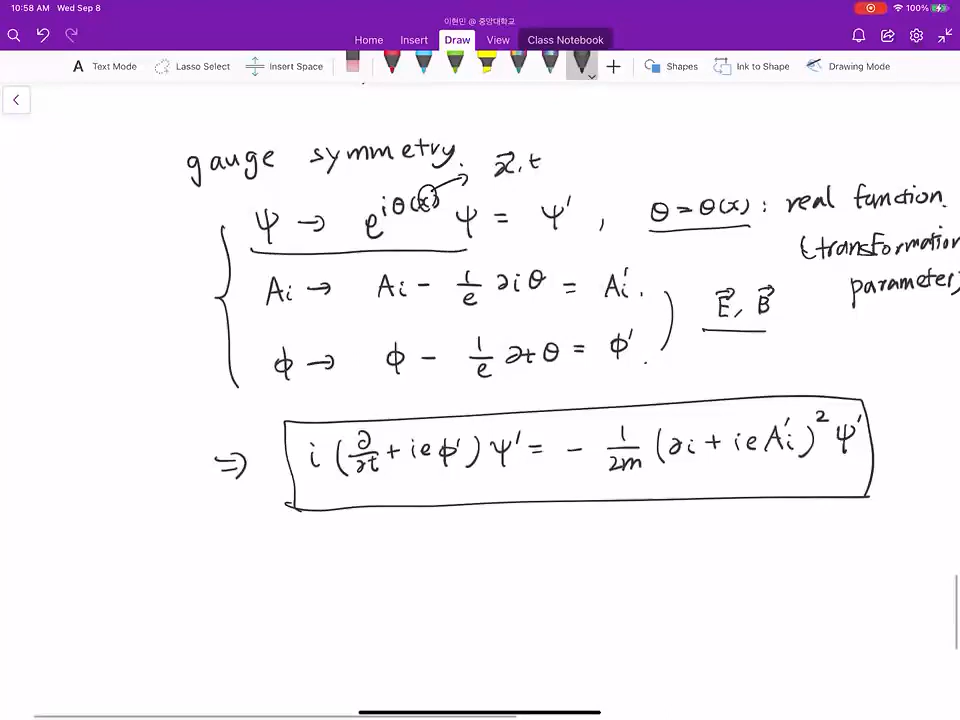 10:58 AM Wed Sep 8
100%
이현민 @ 중앙대학교
Home Insert Draw View Class Notebook
A Text Mode Lasso Select Insert Space Shapes Ink to Shape Drawing Mode
gauge symmetry. x⃗, t
ψ → e^{iθ(x)} ψ = ψ' , θ = θ(x) : real function.
(transformation
parameter)
A_i → A_i - 1/e ∂_i θ = A_i' . E⃗, B⃗
φ → φ - 1/e ∂_t θ = φ' .
⇒ i (∂/∂t + ieφ') ψ' = - 1/2m (∂_i + ieA_i')² ψ'